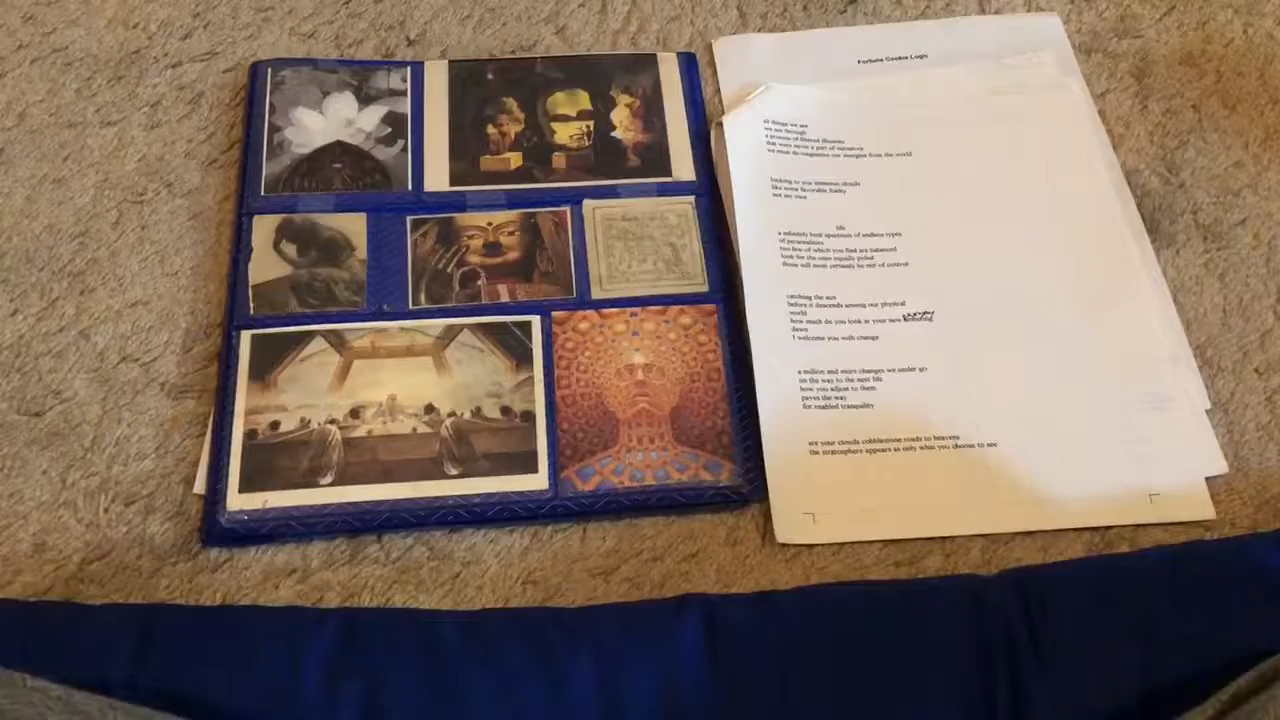 Fortune Cookie Logic
all things we see
we see through
a process of filtered illusions
that were never a part of ourselves
we must de-magnetize our energies from the world
looking to you immense clouds
like some favorable
not my own
life
a infinitely bent spectrum of endless types
of personalities
too few of which you find are balanced
look for the ones equally poled
those will most certainly be out of context
catching the sun
before it descends among our physical
world
how much do you look at your new
dawn
I welcome you with change
a million and more changes we under go
on the way to the next life
how you adjust to them
paves the way
for enabled tranquility
are your clouds cobblestone roads to heavens
the stratosphere appears as only what you choose to see